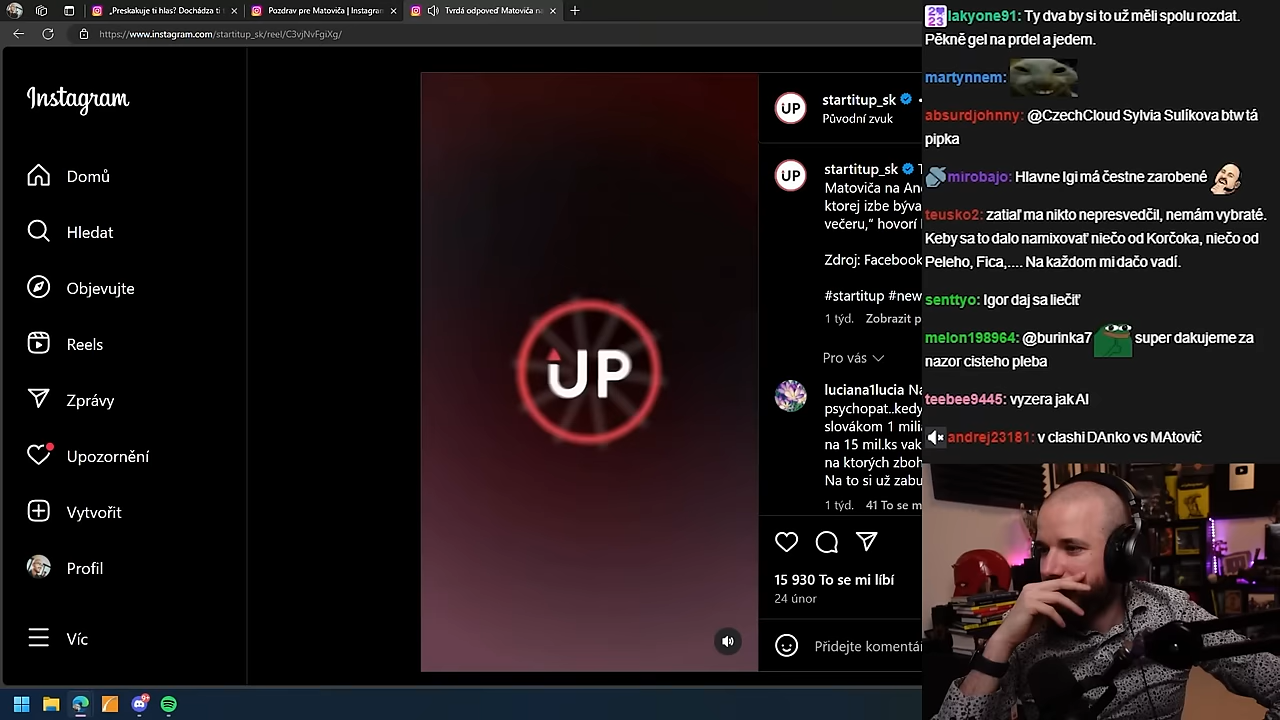 „Preskakuje ti hlas? Dochádza ti
Pozdrav pre Matoviča | Instagram
Tvrdá odpoveď Matoviča na
https://www.instagram.com/startitup_sk/reel/C3vjNvFgiXg/
Instagram
Domů
Hledat
Objevujte
Reels
Zprávy
Upozornění
Vytvořit
Profil
Víc
UP
UP
startitup_sk
Původní zvuk
UP
startitup_sk
Matoviča na
ktorej izbe býva
večeru,“ hovorí
Zdroj: Facebook
#startitup #new
1 týd. Zobrazit p
Pro vás
luciana1lucia Na
psychopat..kedy
slovákom 1 mili
na 15 mil.ks vak
na ktorých zboh
Na to si už zabu
1 týd. 41 To se m
15 930 To se mi líbí
24 únor
Přidejte komentá
lakyone91: Ty dva by si to už měli spolu rozdat.
Pěkně gel na prdel a jedem.
martynnem:
absurdjohnny: @CzechCloud Sylvia Sulíkova btw tá
pipka
mirobajo: Hlavne Igi má čestne zarobené
teusko2: zatiaľ ma nikto nepresvedčil, nemám vybraté.
Keby sa to dalo namixovať niečo od Korčoka, niečo od
Peleho, Fica,.... Na každom mi dačo vadí.
senttyo: Igor daj sa liečiť
melon198964: @burinka7 super dakujeme za
nazor cisteho pleba
teebee9445: vyzera jak AI
andrej23181: v clashi DAnko vs MAtovič